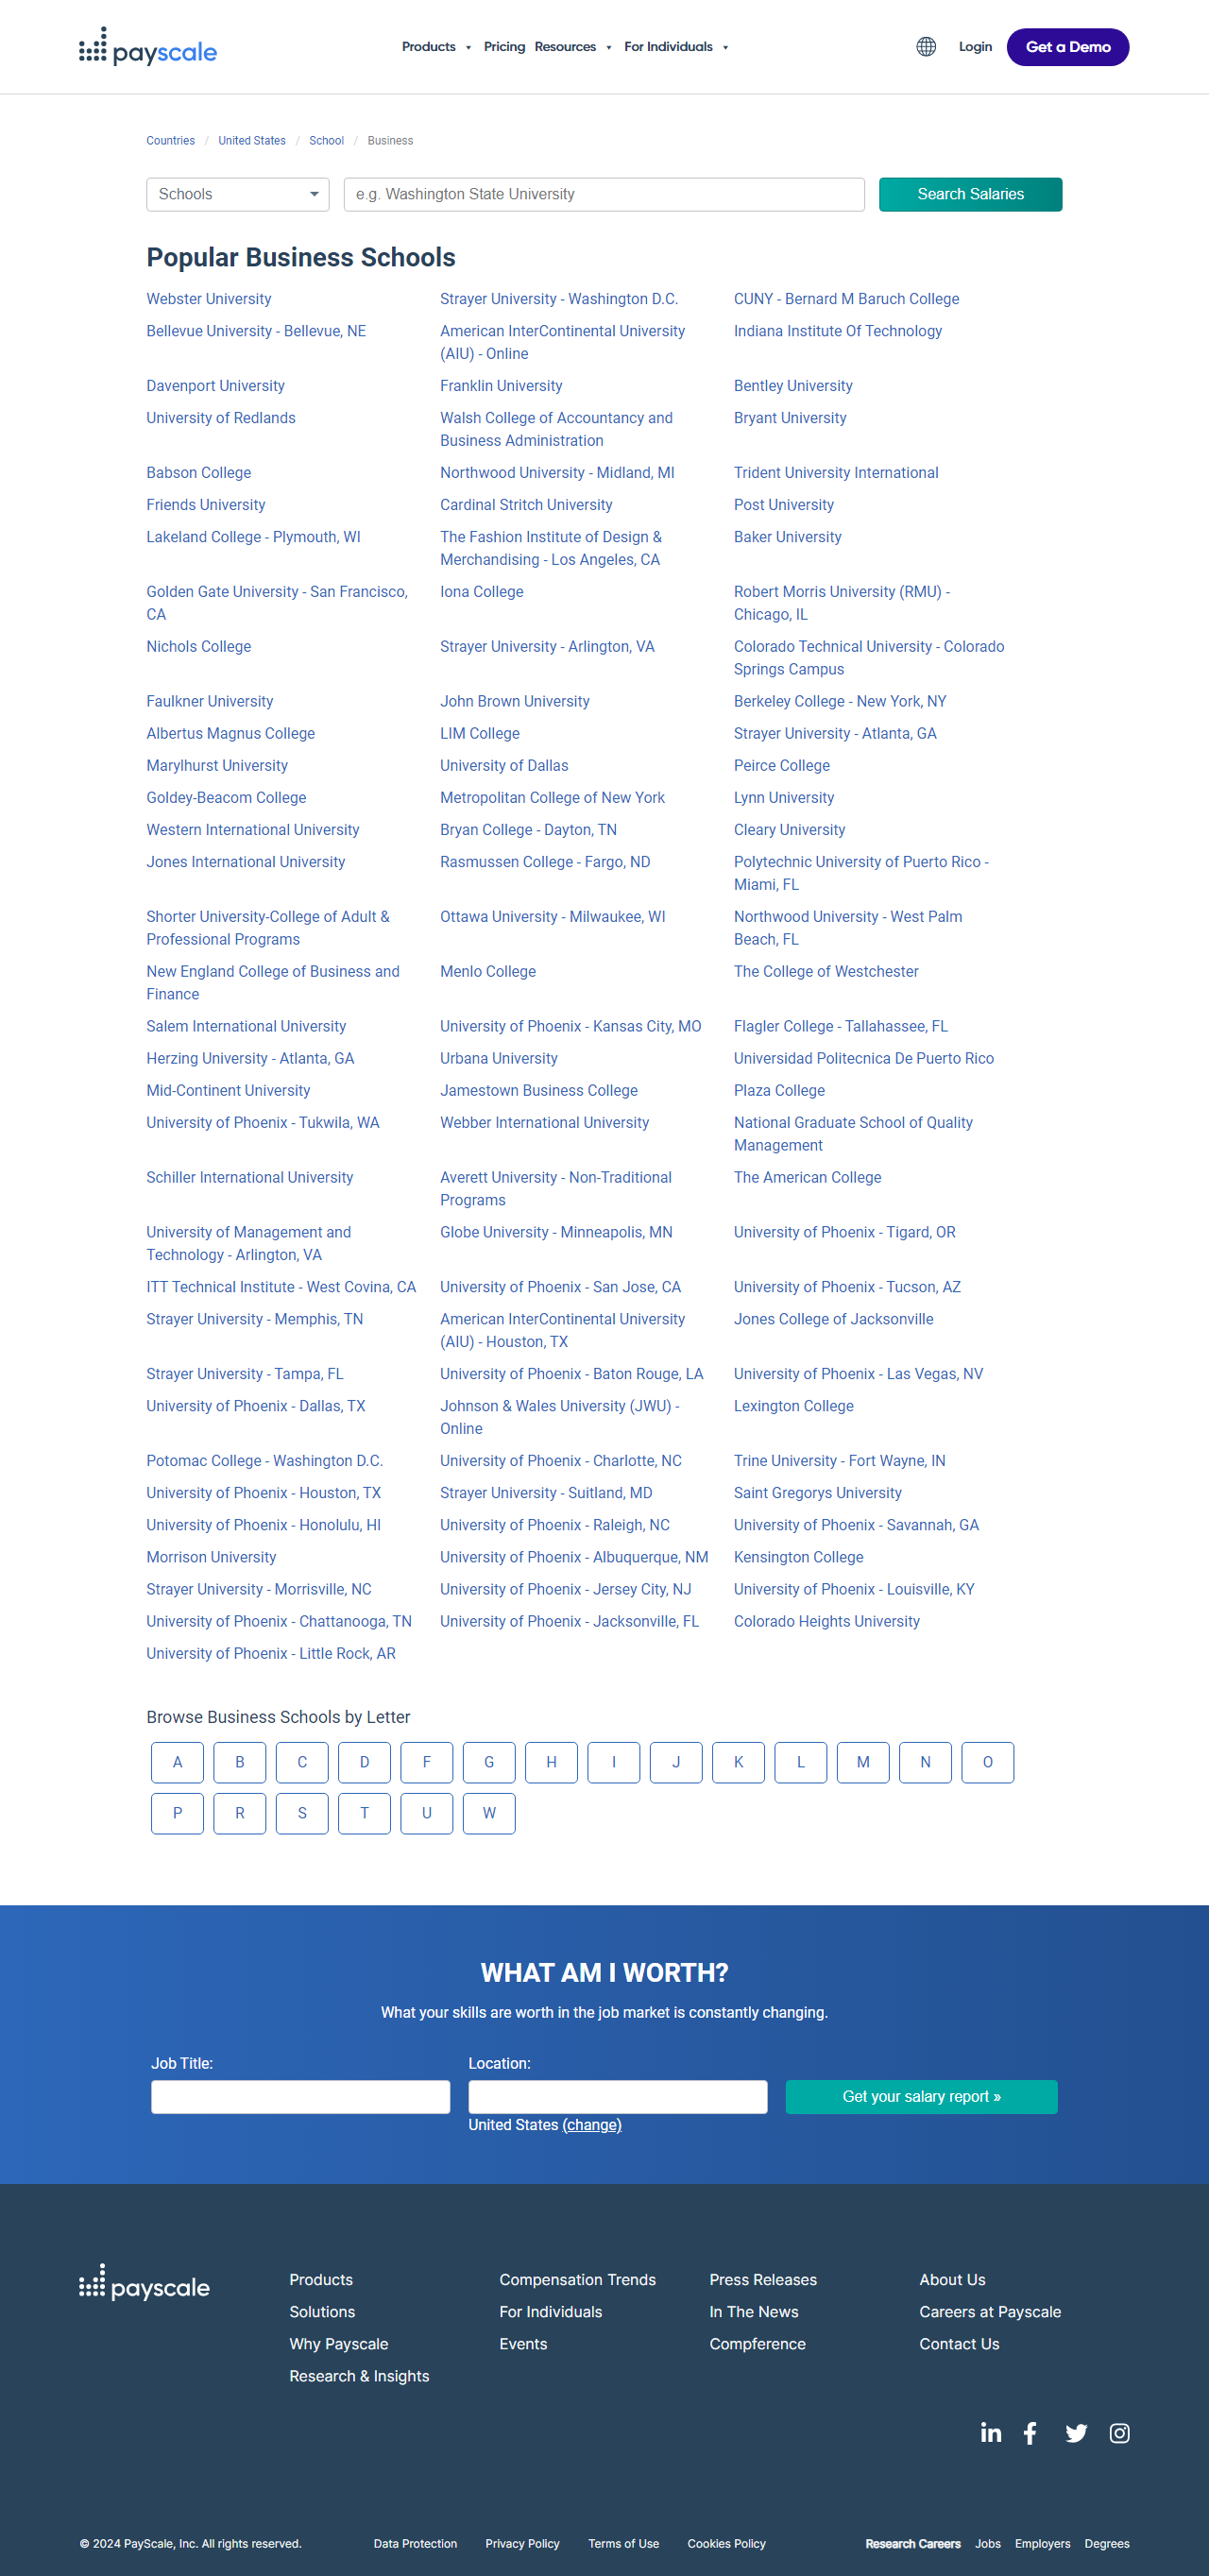 payscale
Products Pricing Resources For Individuals
Login Get a Demo
Countries / United States / School / Business
Schools e.g. Washington State University Search Salaries
Popular Business Schools
Webster University Strayer University - Washington D.C. CUNY - Bernard M Baruch College
Bellevue University - Bellevue, NE American InterContinental University Indiana Institute Of Technology
(AIU) - Online
Davenport University Franklin University Bentley University
University of Redlands Walsh College of Accountancy and Bryant University
Business Administration
Babson College Northwood University - Midland, MI Trident University International
Friends University Cardinal Stritch University Post University
Lakeland College - Plymouth, WI The Fashion Institute of Design & Baker University
Merchandising - Los Angeles, CA
Golden Gate University - San Francisco, Iona College Robert Morris University (RMU) -
CA Chicago, IL
Nichols College Strayer University - Arlington, VA Colorado Technical University - Colorado
Springs Campus
Faulkner University John Brown University Berkeley College - New York, NY
Albertus Magnus College LIM College Strayer University - Atlanta, GA
Marylhurst University University of Dallas Peirce College
Goldey-Beacom College Metropolitan College of New York Lynn University
Western International University Bryan College - Dayton, TN Cleary University
Jones International University Rasmussen College - Fargo, ND Polytechnic University of Puerto Rico -
Miami, FL
Shorter University-College of Adult & Ottawa University - Milwaukee, WI Northwood University - West Palm
Professional Programs Beach, FL
New England College of Business and Menlo College The College of Westchester
Finance
Salem International University University of Phoenix - Kansas City, MO Flagler College - Tallahassee, FL
Herzing University - Atlanta, GA Urbana University Universidad Politecnica De Puerto Rico
Mid-Continent University Jamestown Business College Plaza College
University of Phoenix - Tukwila, WA Webber International University National Graduate School of Quality
Management
Schiller International University Averett University - Non-Traditional The American College
Programs
University of Management and Globe University - Minneapolis, MN University of Phoenix - Tigard, OR
Technology - Arlington, VA
ITT Technical Institute - West Covina, CA University of Phoenix - San Jose, CA University of Phoenix - Tucson, AZ
Strayer University - Memphis, TN American InterContinental University Jones College of Jacksonville
(AIU) - Houston, TX
Strayer University - Tampa, FL University of Phoenix - Baton Rouge, LA University of Phoenix - Las Vegas, NV
University of Phoenix - Dallas, TX Johnson & Wales University (JWU) - Lexington College
Online
Potomac College - Washington D.C. University of Phoenix - Charlotte, NC Trine University - Fort Wayne, IN
University of Phoenix - Houston, TX Strayer University - Suitland, MD Saint Gregorys University
University of Phoenix - Honolulu, HI University of Phoenix - Raleigh, NC University of Phoenix - Savannah, GA
Morrison University University of Phoenix - Albuquerque, NM Kensington College
Strayer University - Morrisville, NC University of Phoenix - Jersey City, NJ University of Phoenix - Louisville, KY
University of Phoenix - Chattanooga, TN University of Phoenix - Jacksonville, FL Colorado Heights University
University of Phoenix - Little Rock, AR
Browse Business Schools by Letter
A B C D F G H I J K L M N O
P R S T U W
WHAT AM I WORTH?
What your skills are worth in the job market is constantly changing.
Job Title: Location:
Get your salary report »
United States (change)
payscale
Products Compensation Trends Press Releases About Us
Solutions For Individuals In The News Careers at Payscale
Why Payscale Events Compference Contact Us
Research & Insights
© 2024 PayScale, Inc. All rights reserved. Data Protection Privacy Policy Terms of Use Cookies Policy Research Careers Jobs Employers Degrees